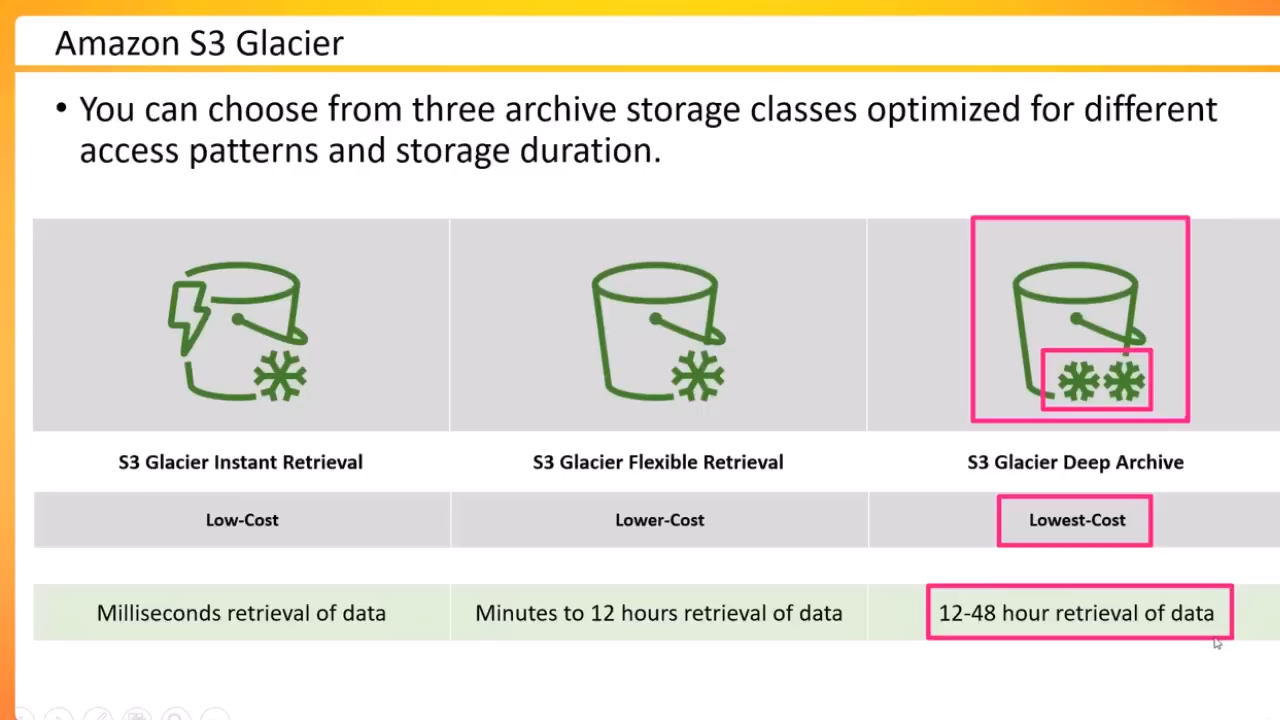 Amazon S3 Glacier
• You can choose from three archive storage classes optimized for different
access patterns and storage duration.
S3 Glacier Instant Retrieval
S3 Glacier Flexible Retrieval
S3 Glacier Deep Archive
Low-Cost
Lower-Cost
Lowest-Cost
Milliseconds retrieval of data
Minutes to 12 hours retrieval of data
12-48 hour retrieval of data